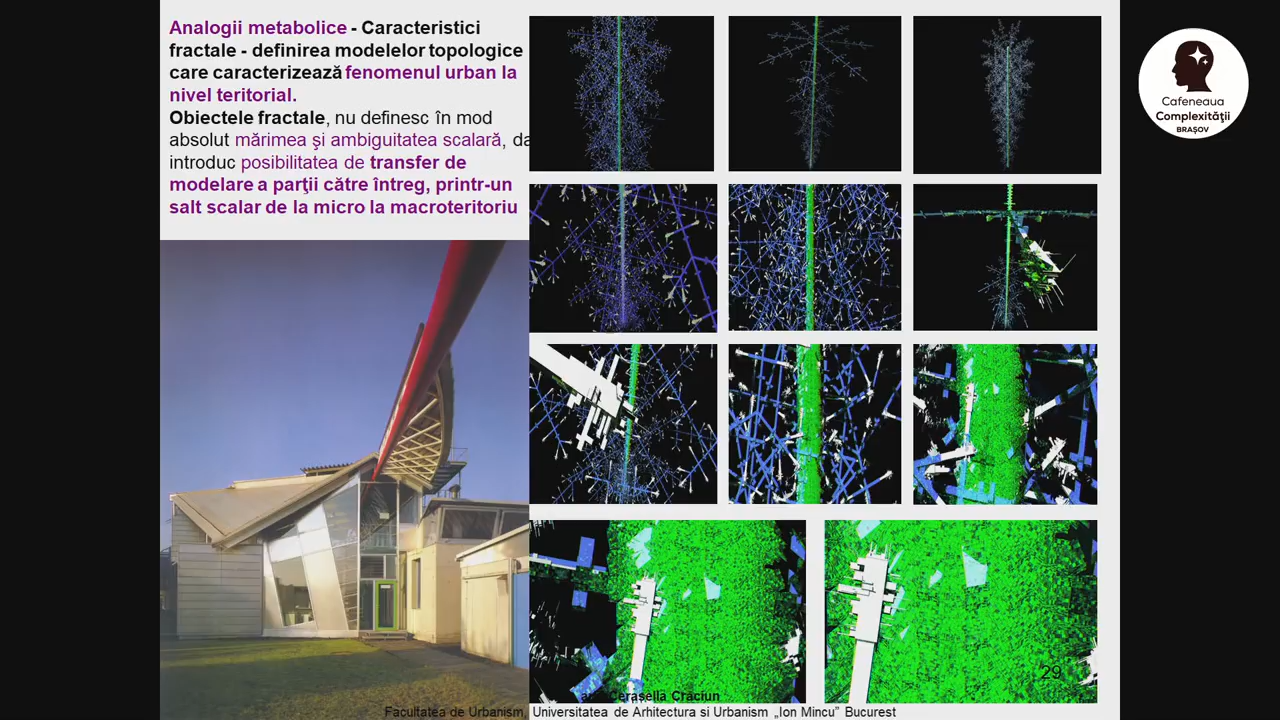 Analogii metabolice - Caracteristici
fractale - definirea modelelor topologice
care caracterizează fenomenul urban la
nivel teritorial.
Obiectele fractale, nu definesc în mod
absolut mărimea şi ambiguitatea scalară, da
introduc posibilitatea de transfer de
modelare a parţii către întreg, printr-un
salt scalar de la micro la macroteritoriu
Cafeneaua
Complexităţii
BRAŞOV
29
Cerasella Crăciun
Facultatea de Urbanism, Universitatea de Arhitectura si Urbanism „Ion Mincu” Bucurest